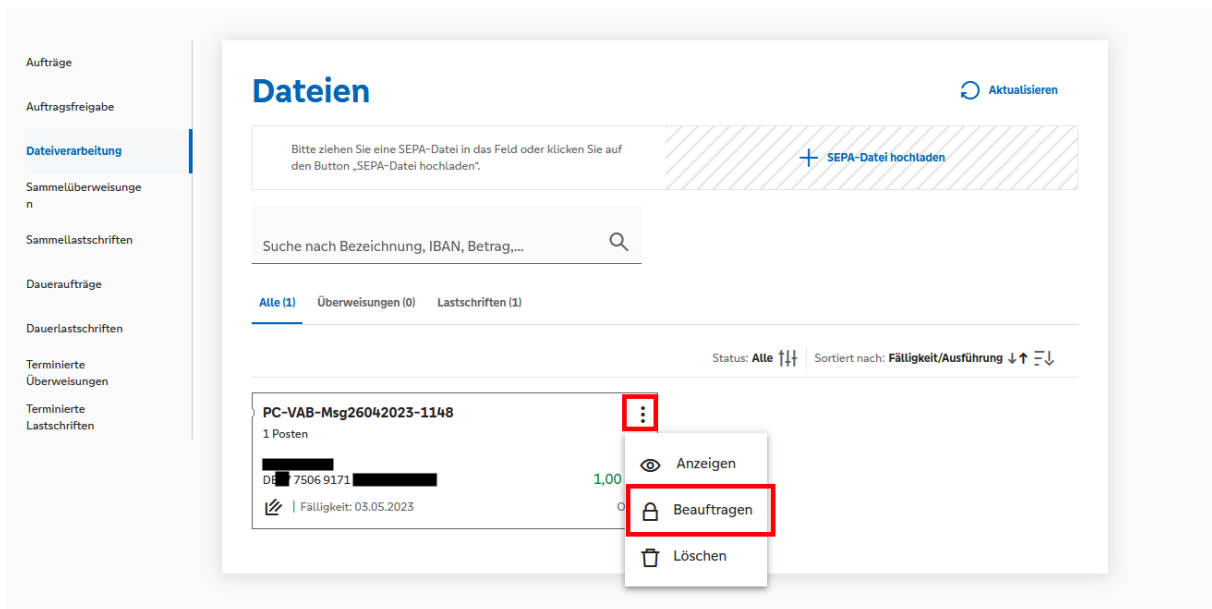 Aufträge
Auftragsfreigabe
Dateiverarbeitung
Sammelüberweisunge
n
Sammellastschriften
Daueraufträge
Dauerlastschriften
Terminierte
Überweisungen
Terminierte
Lastschriften
Dateien
Aktualisieren
Bitte ziehen Sie eine SEPA-Datei in das Feld oder klicken Sie auf
den Button „SEPA-Datei hochladen“.
SEPA-Datei hochladen
Suche nach Bezeichnung, IBAN, Betrag,...
Alle (1) Überweisungen (0) Lastschriften (1)
Status: Alle Sortiert nach: Fälligkeit/Ausführung
PC-VAB-Msg26042023-1148
1 Posten
7506 9171
1,00
Fälligkeit: 03.05.2023
Anzeigen
Beauftragen
Löschen